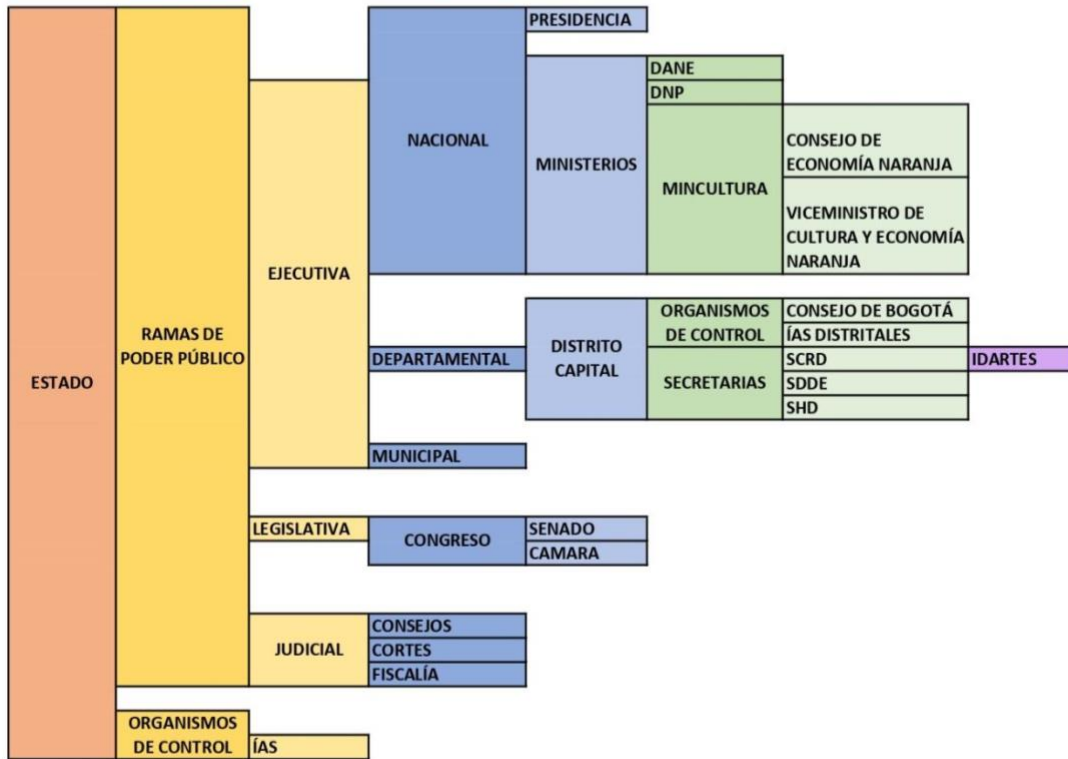 PRESIDENCIA
DANE
DNP
NACIONAL
MINISTERIOS
MINCULTURA
CONSEJO DE
ECONOMÍA NARANJA
VICEMINISTRO DE
CULTURA Y ECONOMÍA
NARANJA
EJECUTIVA
RAMAS DE
PODER PÚBLICO
ESTADO
DEPARTAMENTAL
DISTRITO
CAPITAL
ORGANISMOS
DE CONTROL
CONSEJO DE BOGOTÁ
ÍAS DISTRITALES
SECRETARIAS
SCRD
IDARTES
SDDE
SHD
MUNICIPAL
LEGISLATIVA
CONGRESO
SENADO
CAMARA
JUDICIAL
CONSEJOS
CORTES
FISCALÍA
ORGANISMOS
DE CONTROL
ÍAS